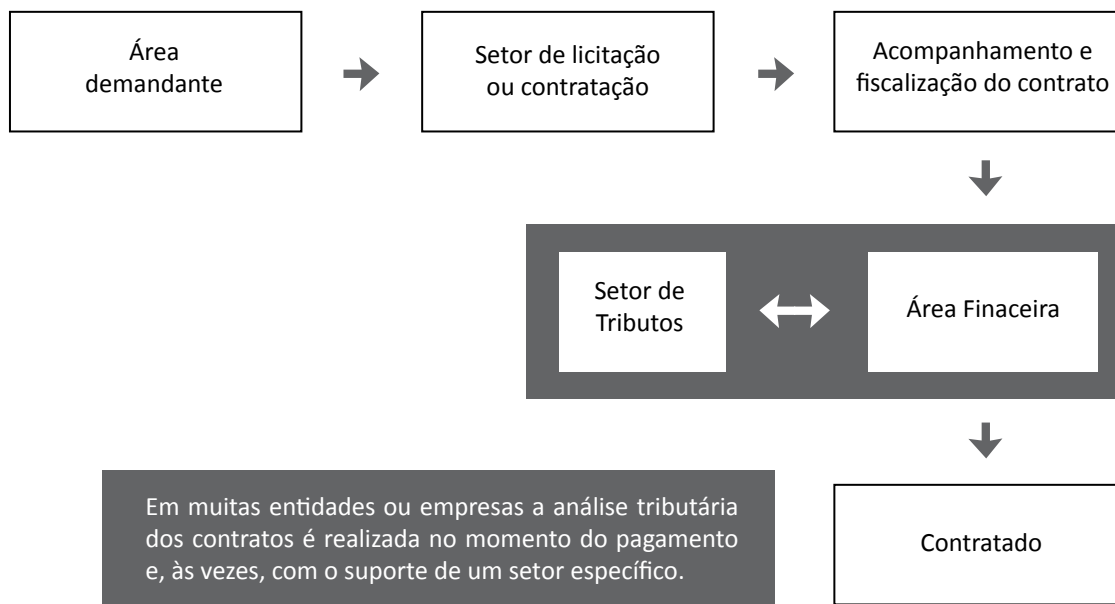 Área
demandante
Setor de licitação
ou contratação
Acompanhamento e
fiscalização do contrato
Setor de
Tributos
Área Finaceira
Em muitas entidades ou empresas a análise tributária
dos contratos é realizada no momento do pagamento
e, às vezes, com o suporte de um setor específico.
Contratado